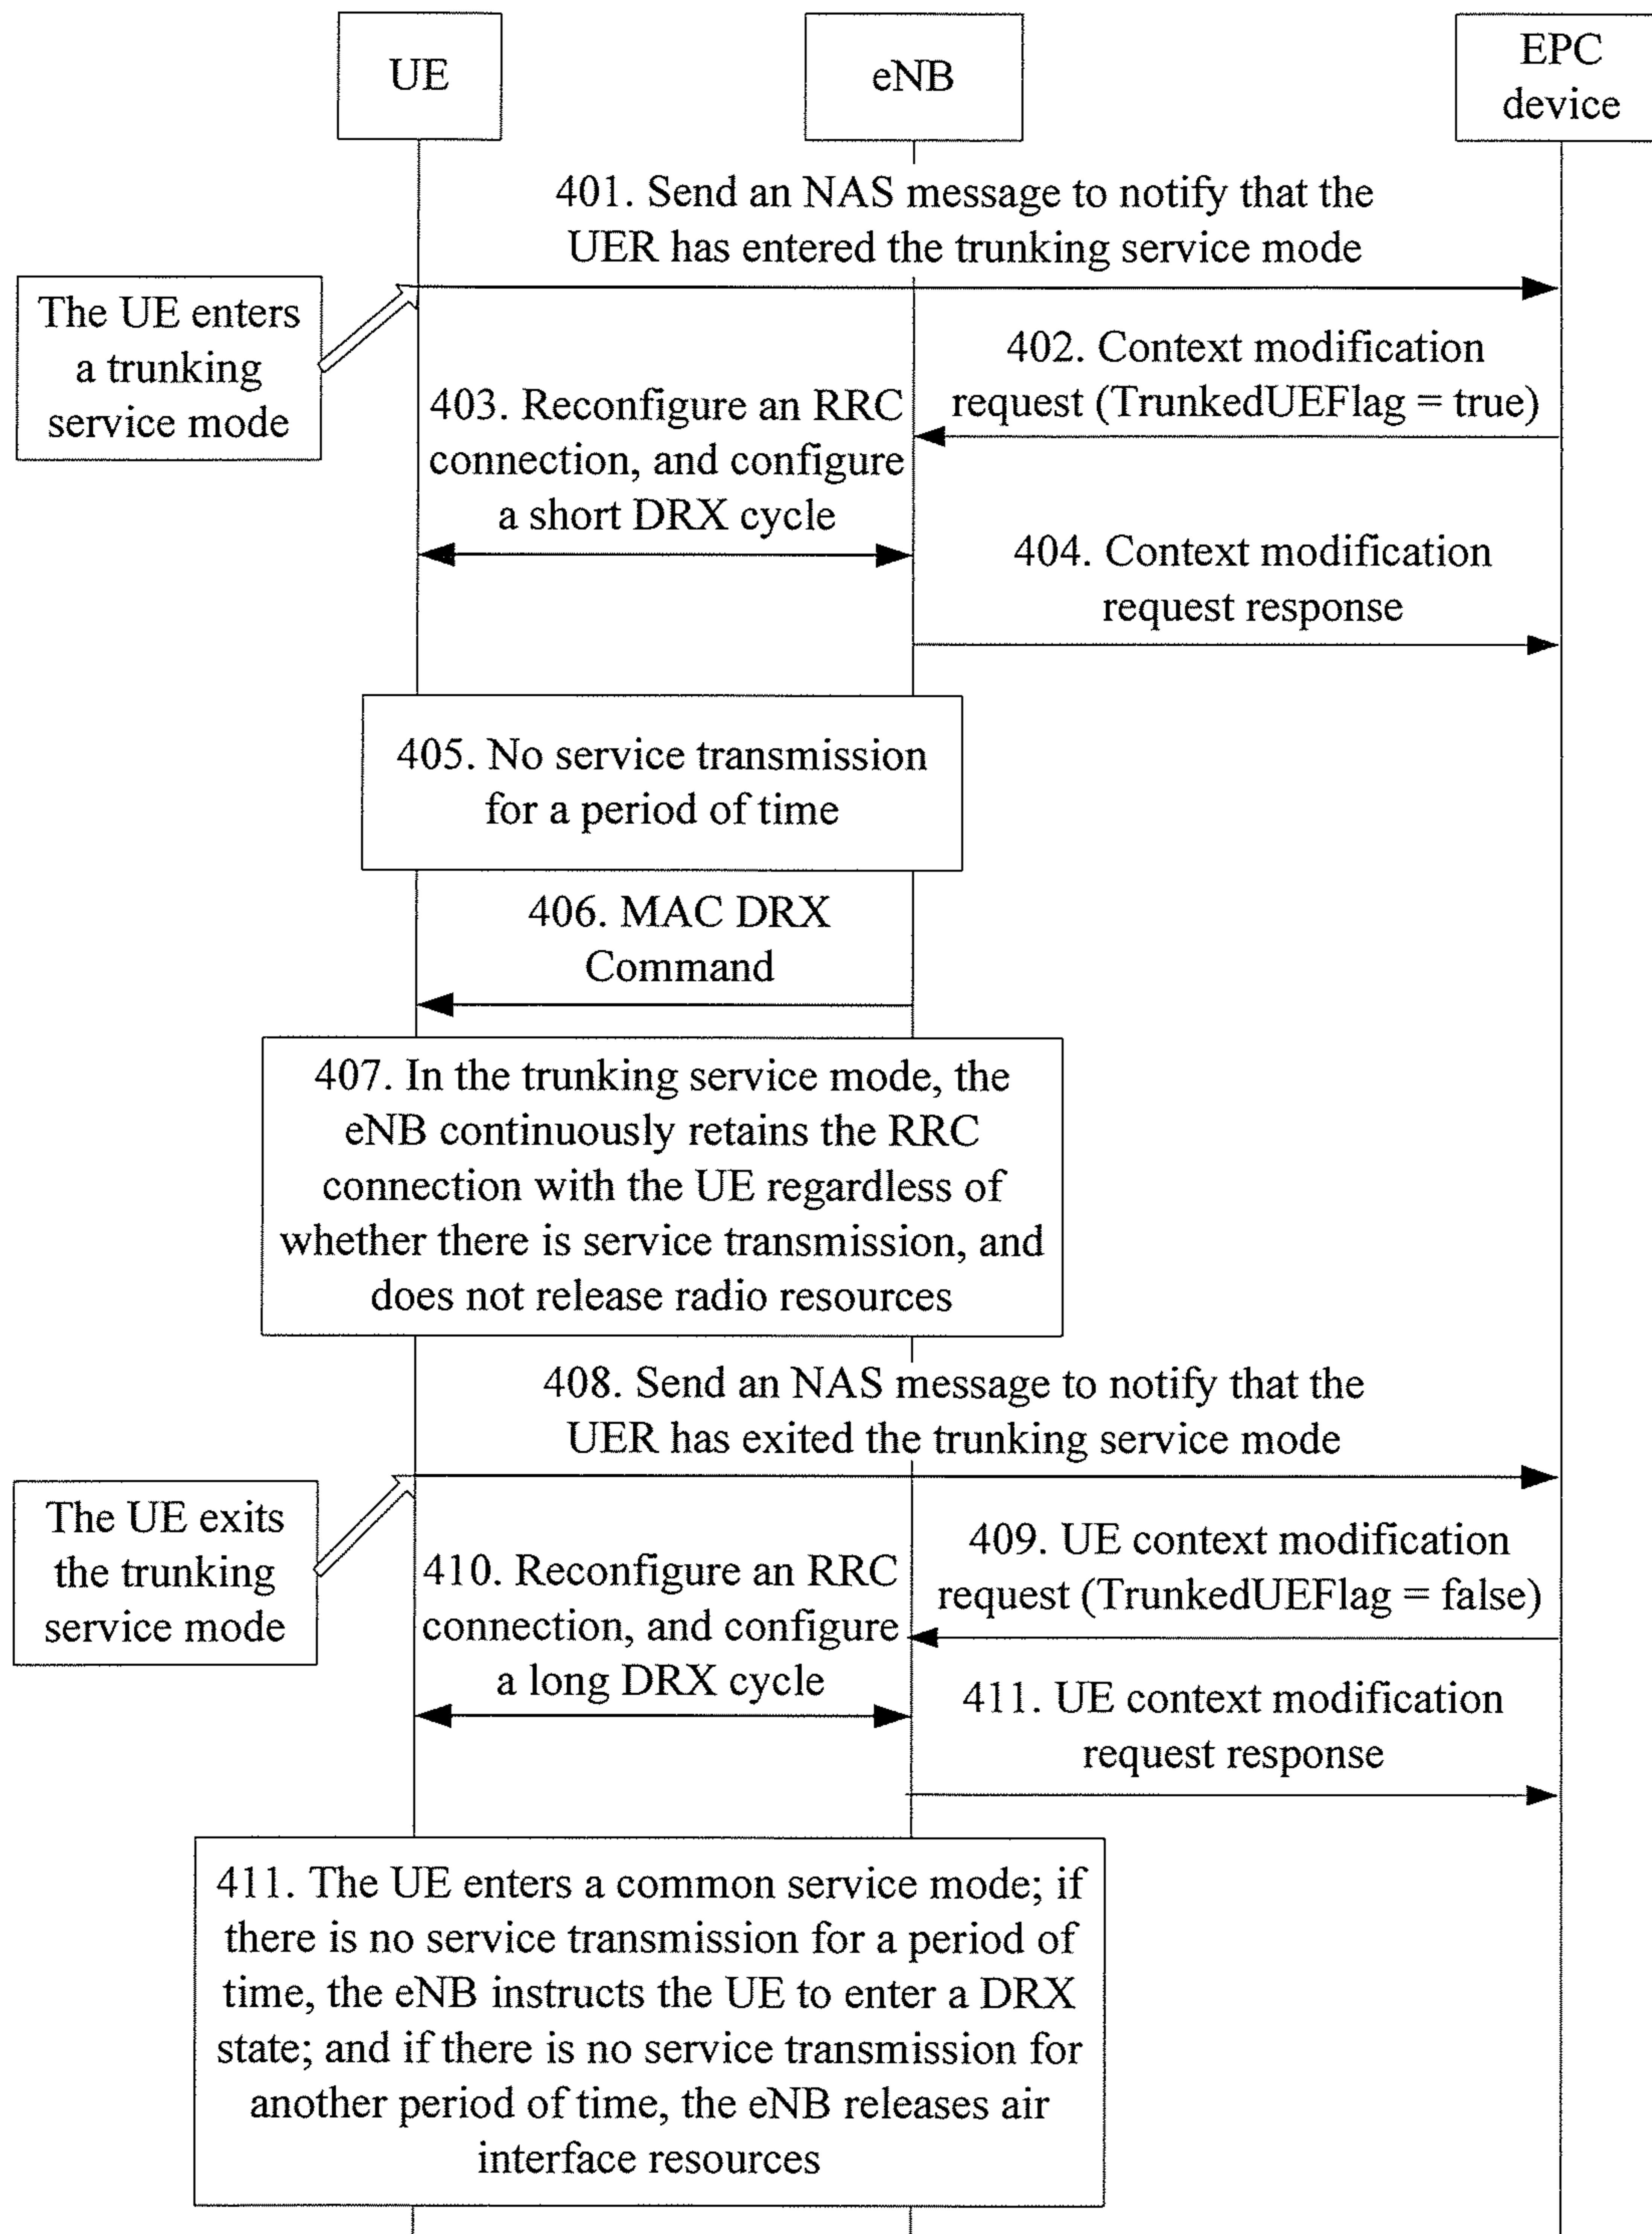 UE
eNB
EPC
device
401. Send an NAS message to notify that the
UER has entered the trunking service mode
The UE enters
a trunking
service mode
402. Context modification
request (TrunkedUEFlag = true)
403. Reconfigure an RRC
connection, and configure
a short DRX cycle
404. Context modification
request response
405. No service transmission
for a period of time
406. MAC DRX
Command
407. In the trunking service mode, the
eNB continuously retains the RRC
connection with the UE regardless of
whether there is service transmission, and
does not release radio resources
408. Send an NAS message to notify that the
UER has exited the trunking service mode
The UE exits
the trunking
service mode
409. UE context modification
request (TrunkedUEFlag = false)
410. Reconfigure an RRC
connection, and configure
a long DRX cycle
411. UE context modification
request response
411. The UE enters a common service mode; if
there is no service transmission for a period of
time, the eNB instructs the UE to enter a DRX
state; and if there is no service transmission for
another period of time, the eNB releases air
interface resources